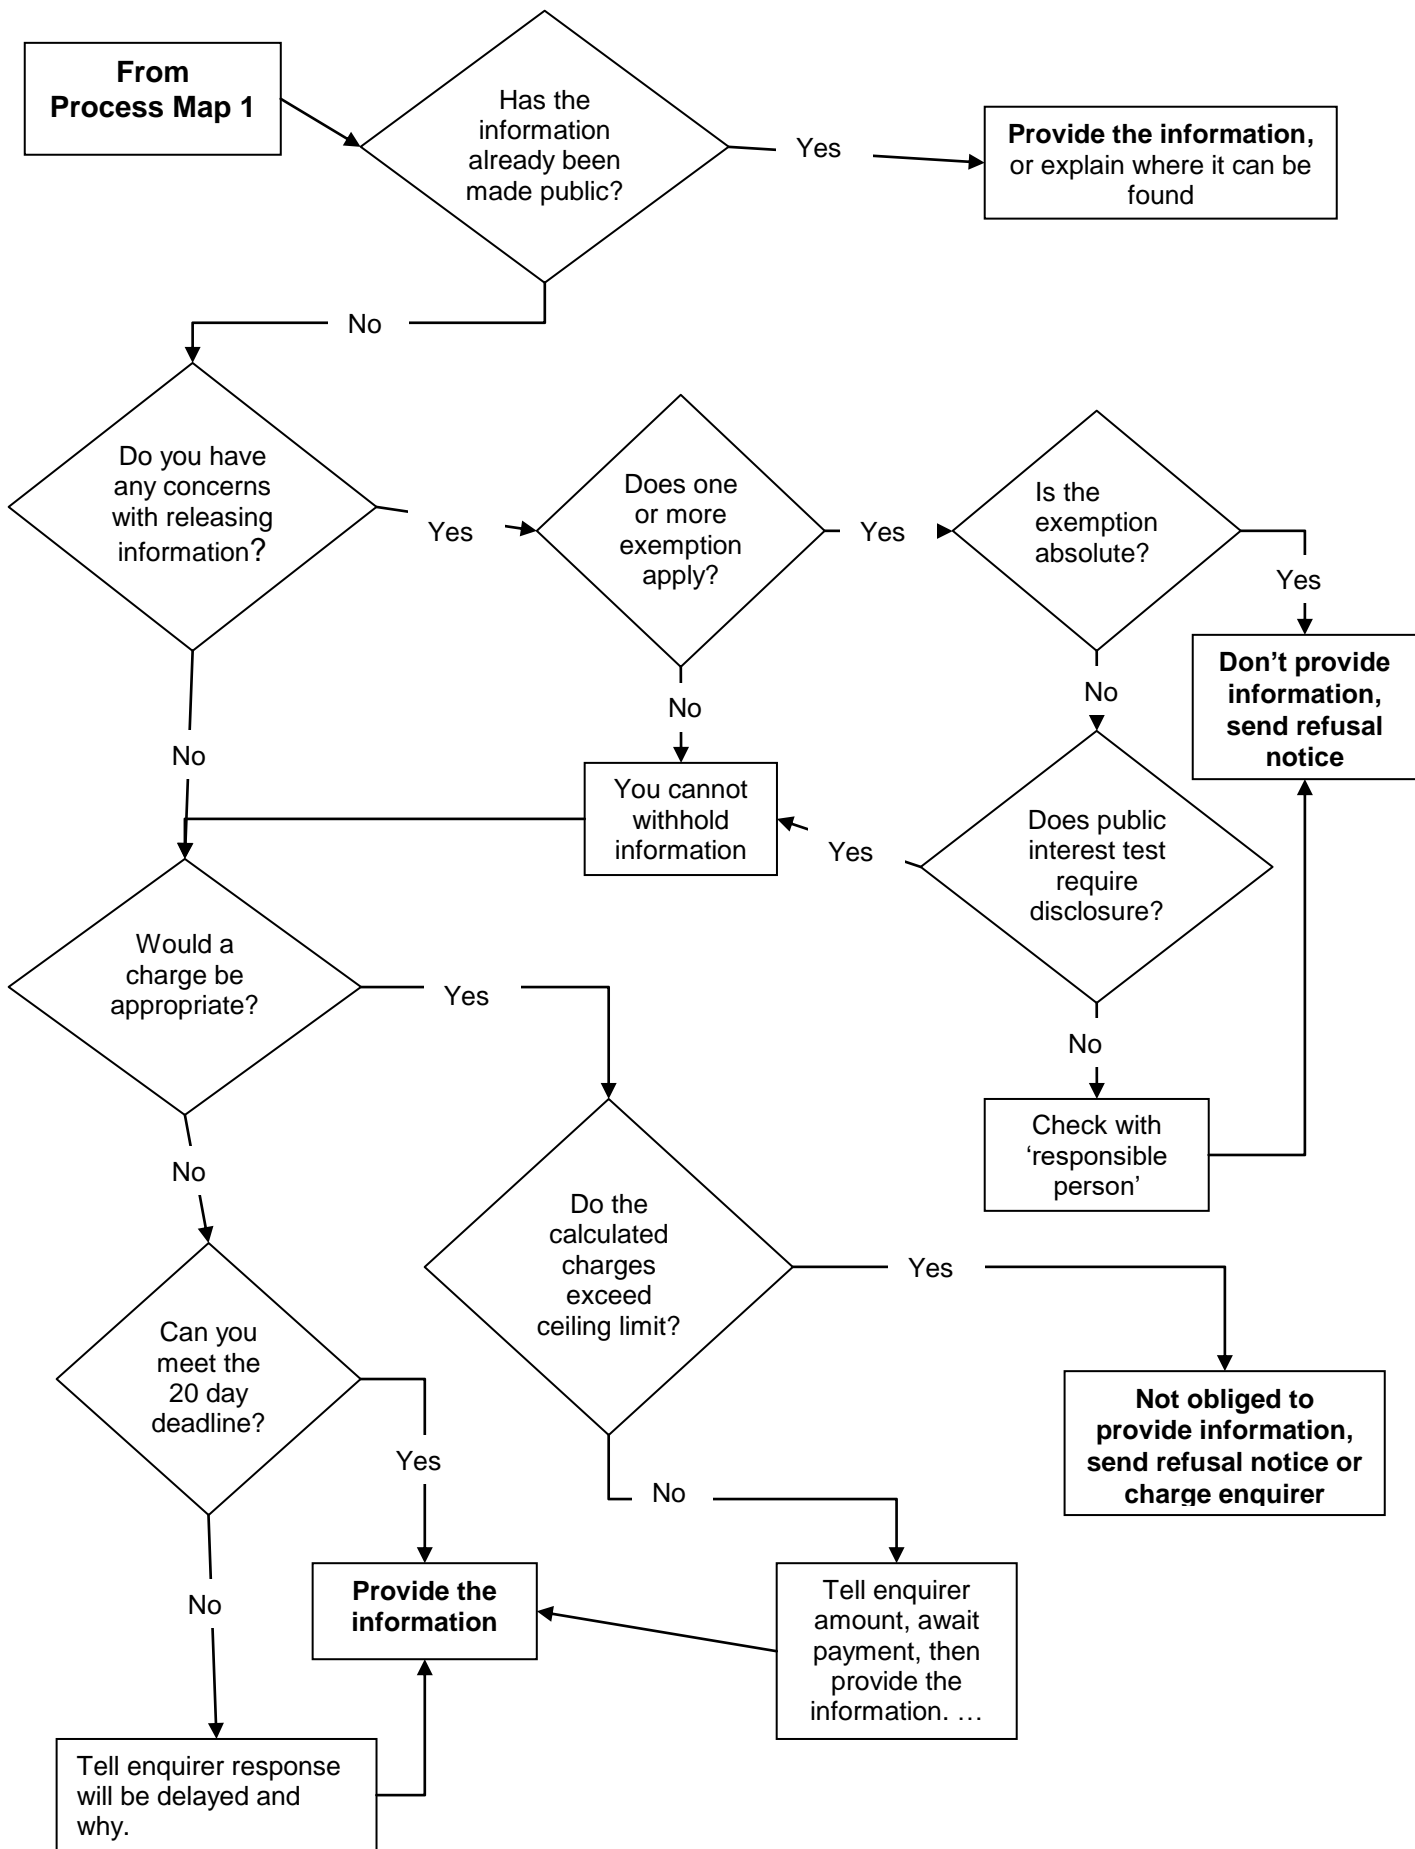 From
Process Map 1
Has the
information
already been
made public?
Yes
Provide the information,
or explain where it can be
found
No
Do you have
any concerns
with releasing
information?
Yes
Does one
or more
exemption
apply?
Yes
Is the
exemption
absolute?
Yes
Don’t provide
information,
send refusal
notice
No
No
No
You cannot
withhold
information
Yes
Does public
interest test
require
disclosure?
Would a
charge be
appropriate?
Yes
No
Check with
‘responsible
person’
No
Do the
calculated
charges
exceed
ceiling limit?
Yes
Can you
meet the
20 day
deadline?
Yes
Not obliged to
provide information,
send refusal notice or
charge enquirer
No
No
Provide the
information
Tell enquirer
amount, await
payment, then
provide the
information. …
Tell enquirer response
will be delayed and
why.